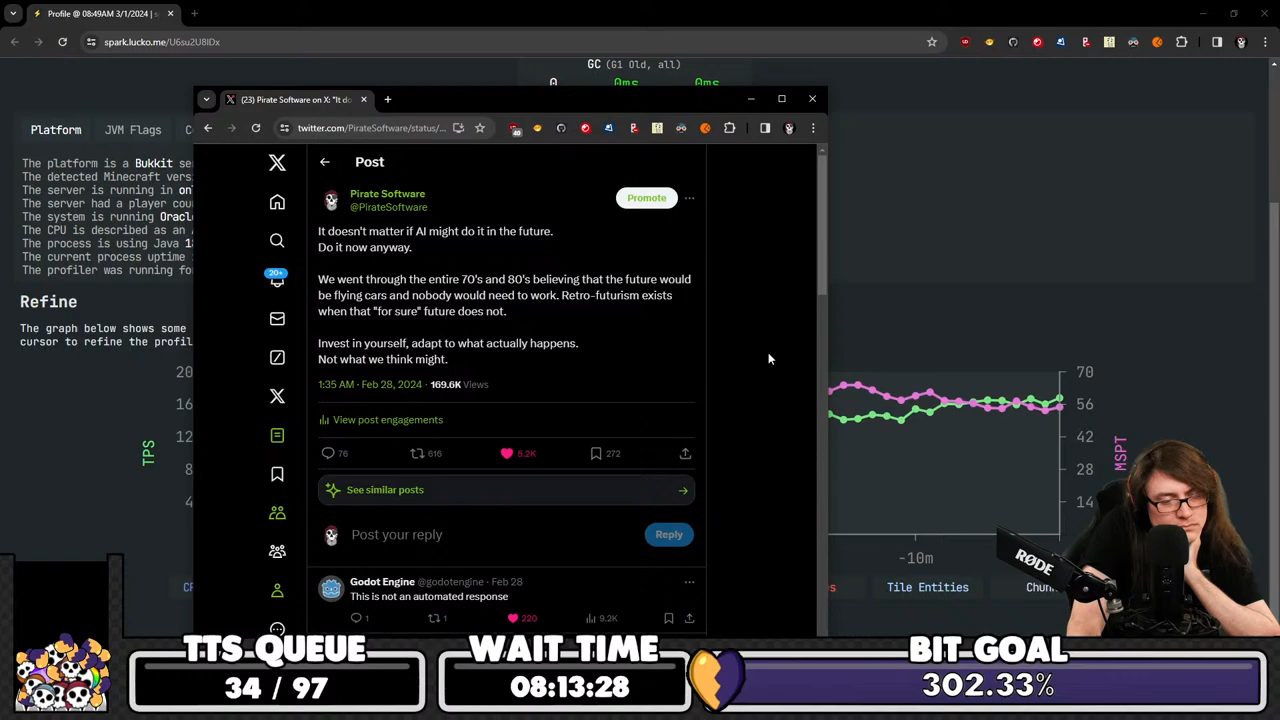 Profile @ 08:49AM 3/1/2024 | s
spark.lucko.me/U6su2U8IDx
GC (G1 Old, all)
0 0ms 0ms
Platform JVM Flags
The platform is a Bukkit se
The detected Minecraft vers
The server is running in on
The server had a player cou
The system is running Oracl
The CPU is described as an
The process is using Java 1
The current process uptime
The profiler was running fo
Refine
The graph below shows some
cursor to refine the profil
20
16
12
8
4
TPS
70
56
42
28
14
MSPT
-10m
Tile Entities
(23) Pirate Software on X: "It do
twitter.com/PirateSoftware/status/...
Post
Pirate Software
@PirateSoftware
Promote
It doesn't matter if AI might do it in the future.
Do it now anyway.
We went through the entire 70's and 80's believing that the future would
be flying cars and nobody would need to work. Retro-futurism exists
when that "for sure" future does not.
Invest in yourself, adapt to what actually happens.
Not what we think might.
1:35 AM · Feb 28, 2024 · 169.6K Views
View post engagements
76 616 5.2K 272
See similar posts
Post your reply
Reply
20+
Godot Engine @godotengine · Feb 28
This is not an automated response
1 1 220 9.2K
RØDE
TTS QUEUE
34 / 97
WAIT TIME
08:13:28
BIT GOAL
302.33%